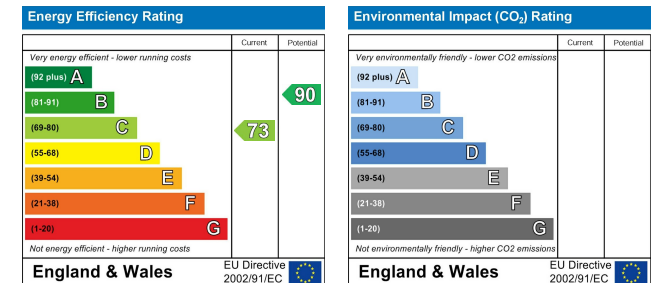 Energy Efficiency Rating
Current Potential
Very energy efficient - lower running costs
(92 plus) A
(81-91) B
(69-80) C
(55-68) D
(39-54) E
(21-38) F
(1-20) G
73
90
Not energy efficient - higher running costs
England & Wales
EU Directive
2002/91/EC
Environmental Impact (CO₂) Rating
Current Potential
Very environmentally friendly - lower CO2 emissions
(92 plus) A
(81-91) B
(69-80) C
(55-68) D
(39-54) E
(21-38) F
(1-20) G
Not environmentally friendly - higher CO2 emissions
England & Wales
EU Directive
2002/91/EC